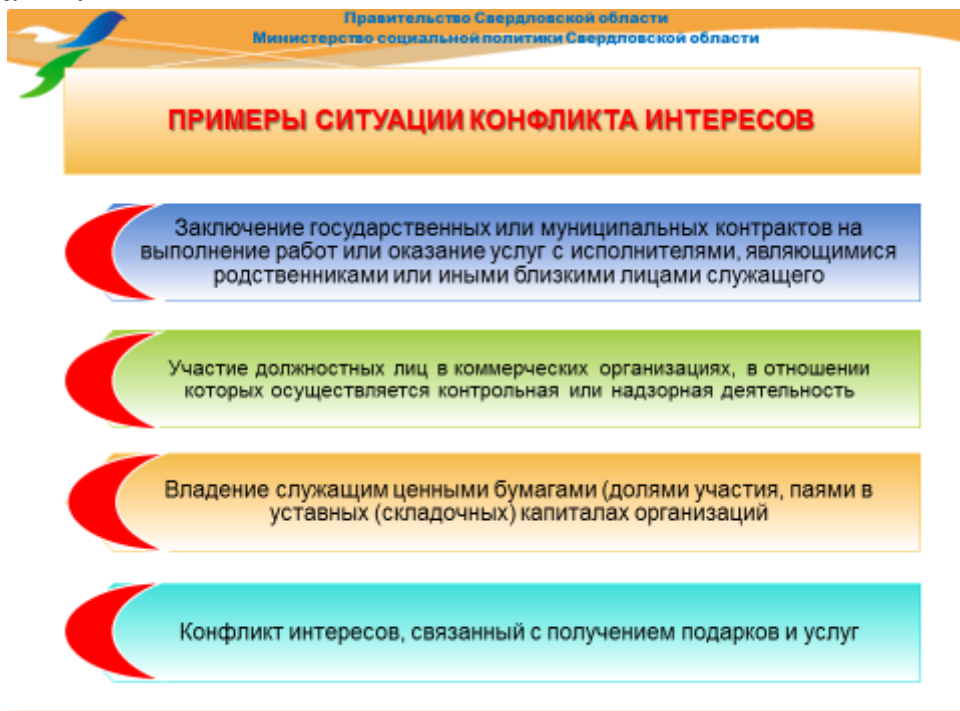 Правительство Свердловской области
Министерство социальной политики Свердловской области
ПРИМЕРЫ СИТУАЦИИ КОНФЛИКТА ИНТЕРЕСОВ
Заключение государственных или муниципальных контрактов на
выполнение работ или оказание услуг с исполнителями, являющимися
родственниками или иными близкими лицами служащего
Участие должностных лиц в коммерческих организациях, в отношении
которых осуществляется контрольная или надзорная деятельность
Владение служащим ценными бумагами (долями участия, паями в
уставных (складочных) капиталах организаций
Конфликт интересов, связанный с получением подарков и услуг